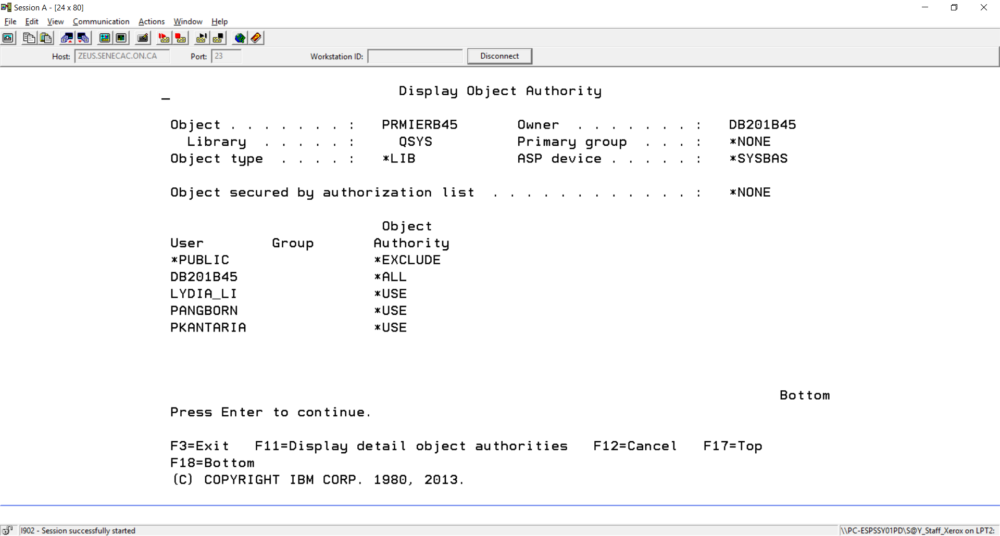 Session A - [24 x 80]
File Edit View Communication Actions Window Help
Host: ZEUS.SENECAC.ON.CA Port: 23 Workstation ID: Disconnect
Display Object Authority
Object . . . . . . . : PRMIERB45 Owner . . . . . . . : DB201B45
Library . . . . . : QSYS Primary group . . . : *NONE
Object type . . . . : *LIB ASP device . . . . . : *SYSBAS
Object secured by authorization list . . . . . . . . . . . . : *NONE
Object
User Group Authority
*PUBLIC *EXCLUDE
DB201B45 *ALL
LYDIA_LI *USE
PANGBORN *USE
PKANTARIA *USE
Bottom
Press Enter to continue.
F3=Exit F11=Display detail object authorities F12=Cancel F17=Top
F18=Bottom
(C) COPYRIGHT IBM CORP. 1980, 2013.
I902 - Session successfully started \\PC-ESPSSY01PD\S@Y_Staff_Xerox on LPT2: